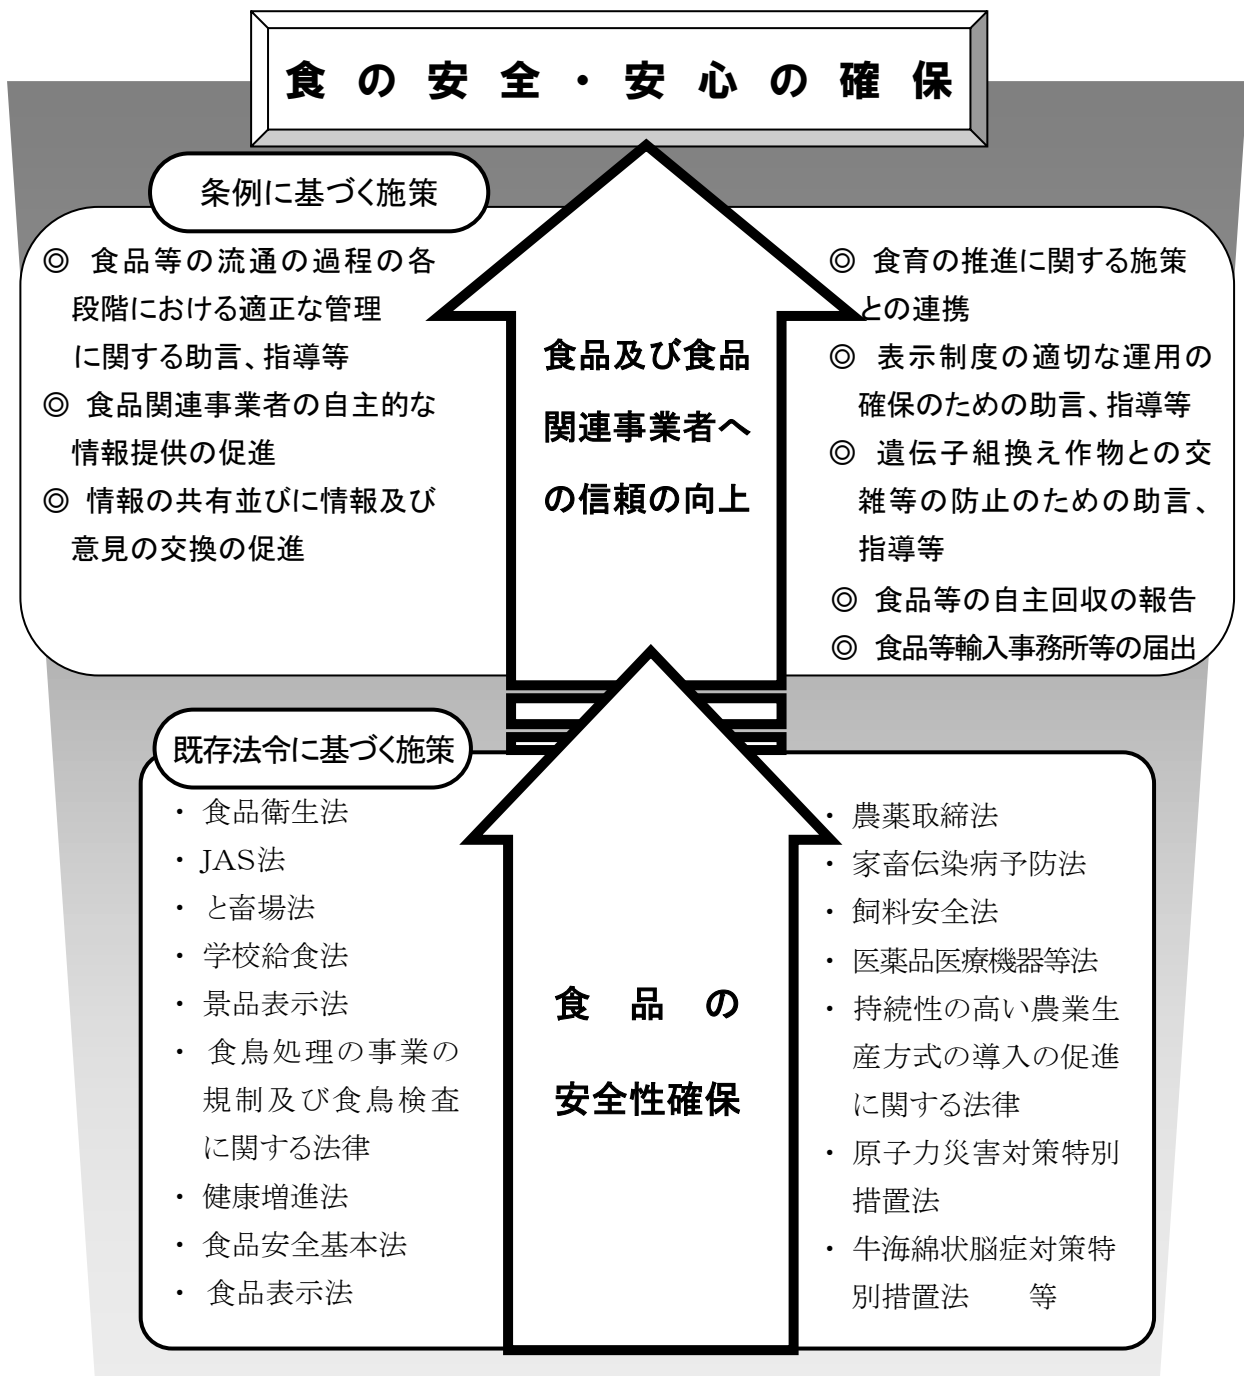 食の安全・安心の確保
条例に基づく施策
◎ 食品等の流通の過程の各
段階における適正な管理
に関する助言、指導等
◎ 食品関連事業者の自主的な
情報提供の促進
◎ 情報の共有並びに情報及び
意見の交換の促進
食品及び食品
関連事業者へ
の信頼の向上
◎ 食育の推進に関する施策
との連携
◎ 表示制度の適切な運用の
確保のための助言、指導等
◎ 遺伝子組換え作物との交
雑等の防止のための助言、
指導等
◎ 食品等の自主回収の報告
◎ 食品等輸入事務所等の届出
既存法令に基づく施策
・ 食品衛生法
・ JAS法
・ と畜場法
・ 学校給食法
・ 景品表示法
・ 食鳥処理の事業の
規制及び食鳥検査
に関する法律
・ 健康増進法
・ 食品安全基本法
・ 食品表示法
食品の
安全性確保
・ 農薬取締法
・ 家畜伝染病予防法
・ 飼料安全法
・ 医薬品医療機器等法
・ 持続性の高い農業生
産方式の導入の促進
に関する法律
・ 原子力災害対策特別
措置法
・ 牛海綿状脳症対策特
別措置法　等